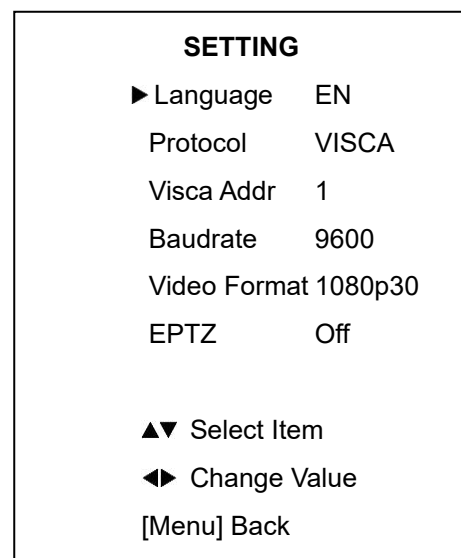 SETTING
▶ Language EN
Protocol VISCA
Visca Addr 1
Baudrate 9600
Video Format 1080p30
EPTZ Off
▲▼ Select Item
◀▶ Change Value
[Menu] Back